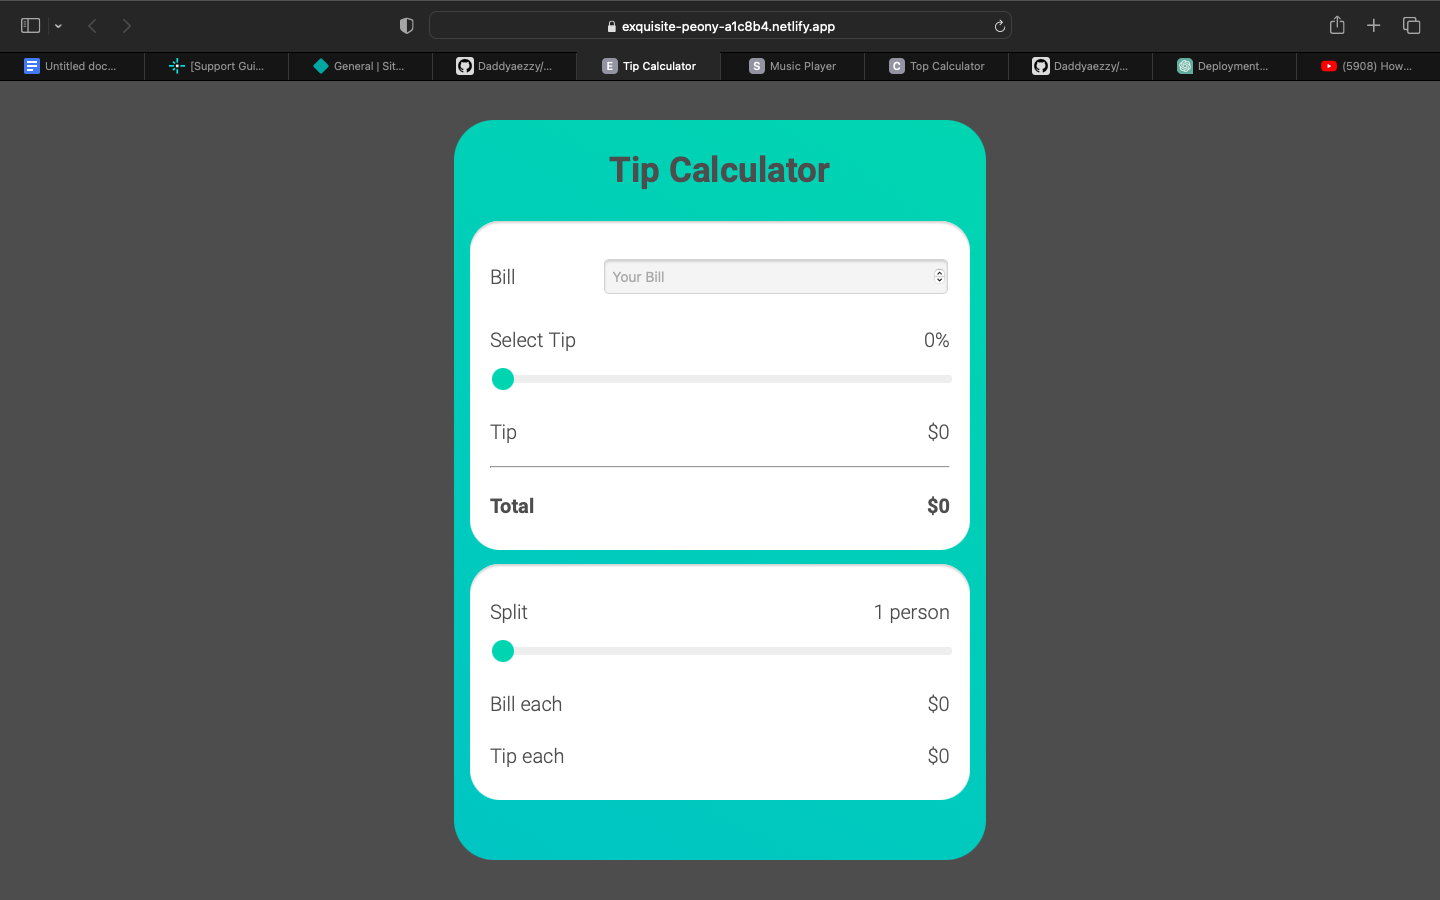 exquisite-peony-a1c8b4.netlify.app
Untitled doc... [Support Gui... General | Sit... Daddyaezzy/... E Tip Calculator S Music Player C Top Calculator Daddyaezzy/... Deployment... (5908) How...
Tip Calculator
Bill Your Bill
Select Tip 0%
Tip $0
Total $0
Split 1 person
Bill each $0
Tip each $0